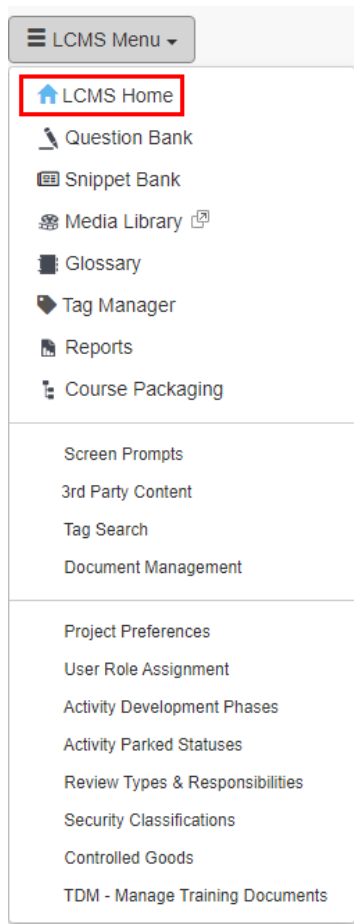 LCMS Menu
LCMS Home
Question Bank
Snippet Bank
Media Library
Glossary
Tag Manager
Reports
Course Packaging
Screen Prompts
3rd Party Content
Tag Search
Document Management
Project Preferences
User Role Assignment
Activity Development Phases
Activity Parked Statuses
Review Types & Responsibilities
Security Classifications
Controlled Goods
TDM - Manage Training Documents